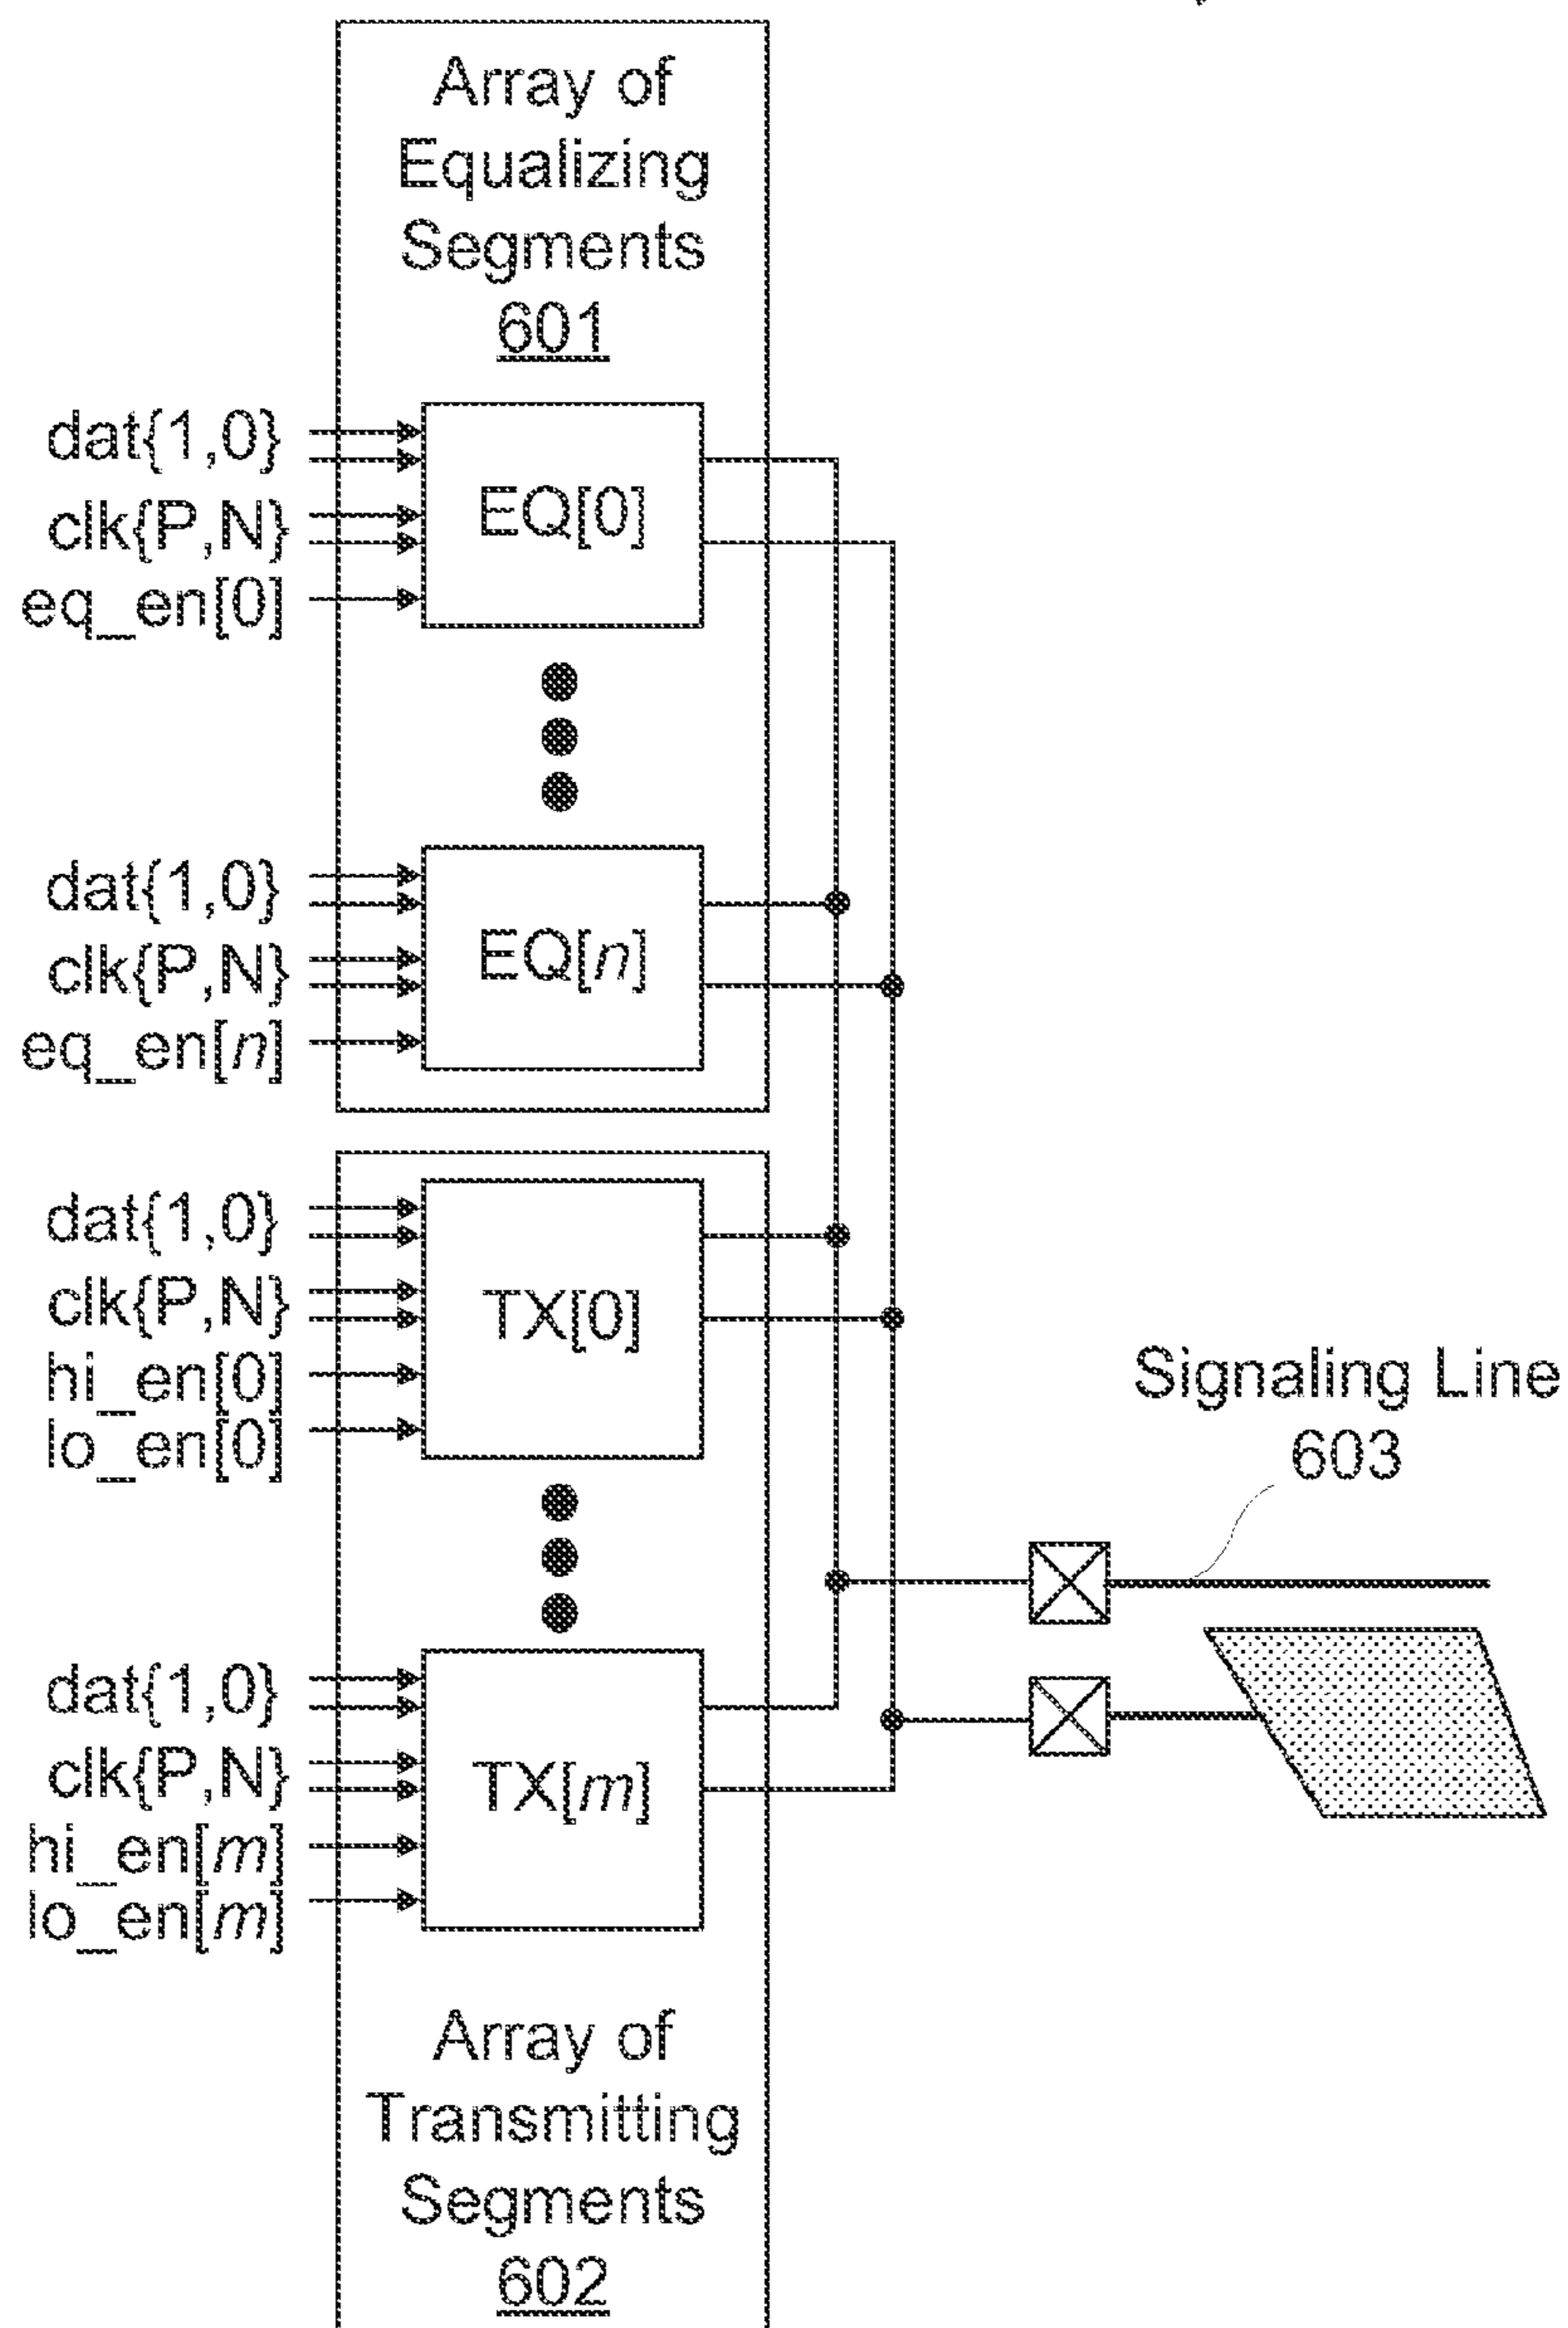 Array of
Equalizing
Segments
601
dat{1,0}
clk{P,N}
eq_en[0]
EQ[0]
dat{1,0}
clk{P,N}
eq_en[n]
EQ[n]
dat{1,0}
clk{P,N}
hi_en[0]
lo_en[0]
TX[0]
Signaling Line
603
dat{1,0}
clk{P,N}
hi_en[m]
lo_en[m]
TX[m]
Array of
Transmitting
Segments
602